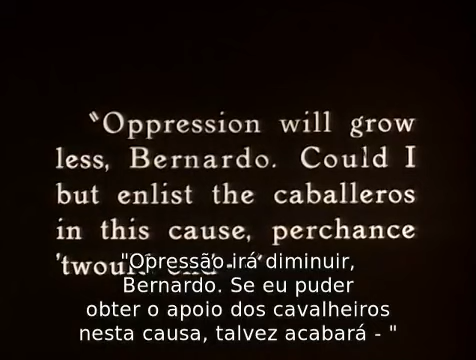 "Oppression will grow
less, Bernardo. Could I
but enlist the caballeros
in this cause, perchance
"Opressão irá diminuir,
Bernardo. Se eu puder
obter o apoio dos cavalheiros
nesta causa, talvez acabará - "